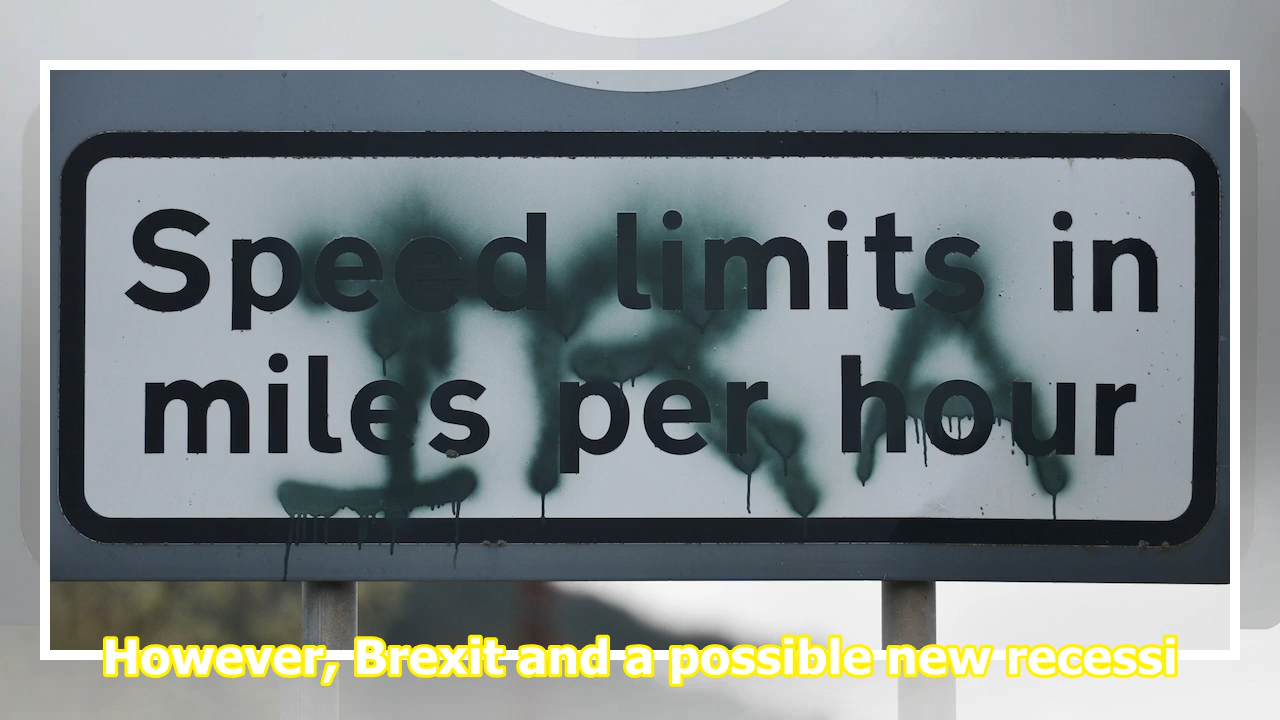 Speed limits in
miles per hour
IRA
However, Brexit and a possible new recessi